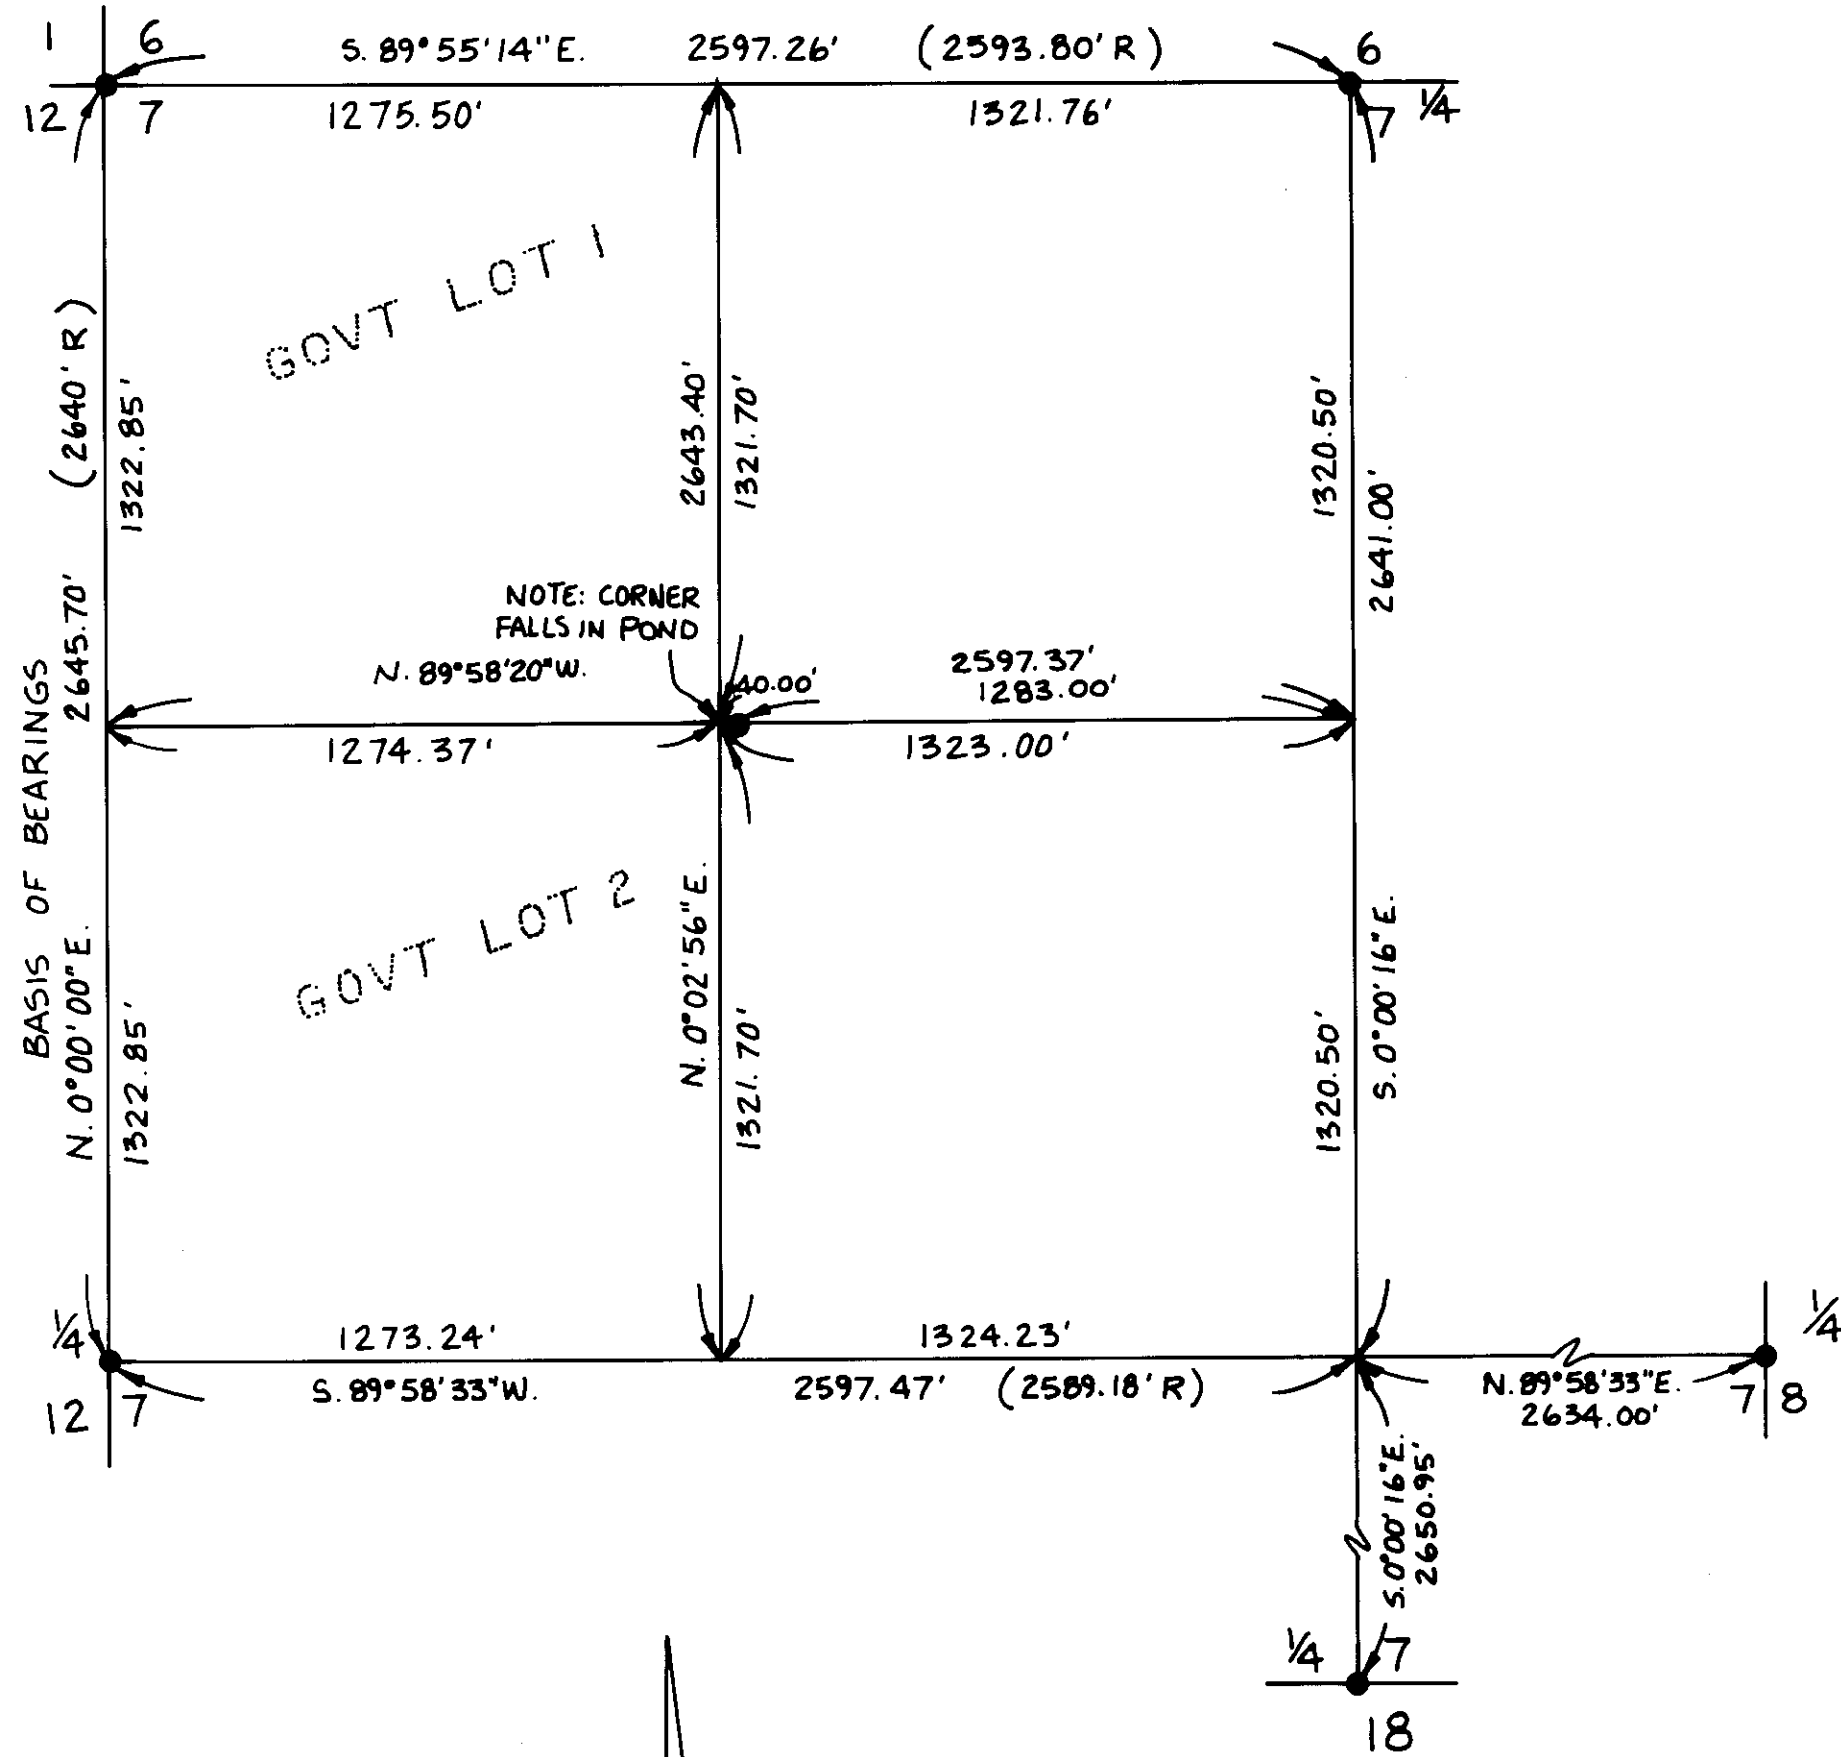 1 6
S. 89°55'14"E. 2597.26' (2593.80' R)
6
12 7
1275.50'
1321.76'
7 1/4
GOVT LOT 1
BASIS OF BEARINGS
N. 0°00'00"E. 2645.70' (2640' R)
1322.85'
2643.40'
1321.70'
1320.50'
2641.00'
NOTE: CORNER
FALLS IN POND
N. 89°58'20"W.
40.00'
2597.37'
1283.00'
1274.37'
1323.00'
GOVT LOT 2
1322.85'
N. 0°02'56"E.
1321.70'
1320.50'
S. 0°00'16"E.
1/4
12 7
1273.24'
1324.23'
S. 89°58'33"W. 2597.47' (2589.18' R)
N. 89°58'33"E.
2634.00'
1/4
7 8
S. 0°00'16"E.
2650.95'
1/4 7
18